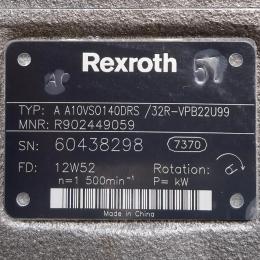 Rexroth
TYP: A A10VSO140DRS /32R-VPB22U99
MNR: R902449059
SN: 60438298 7370
FD: 12W52 Rotation:
n=1 500min⁻¹ P= kW
Made in China